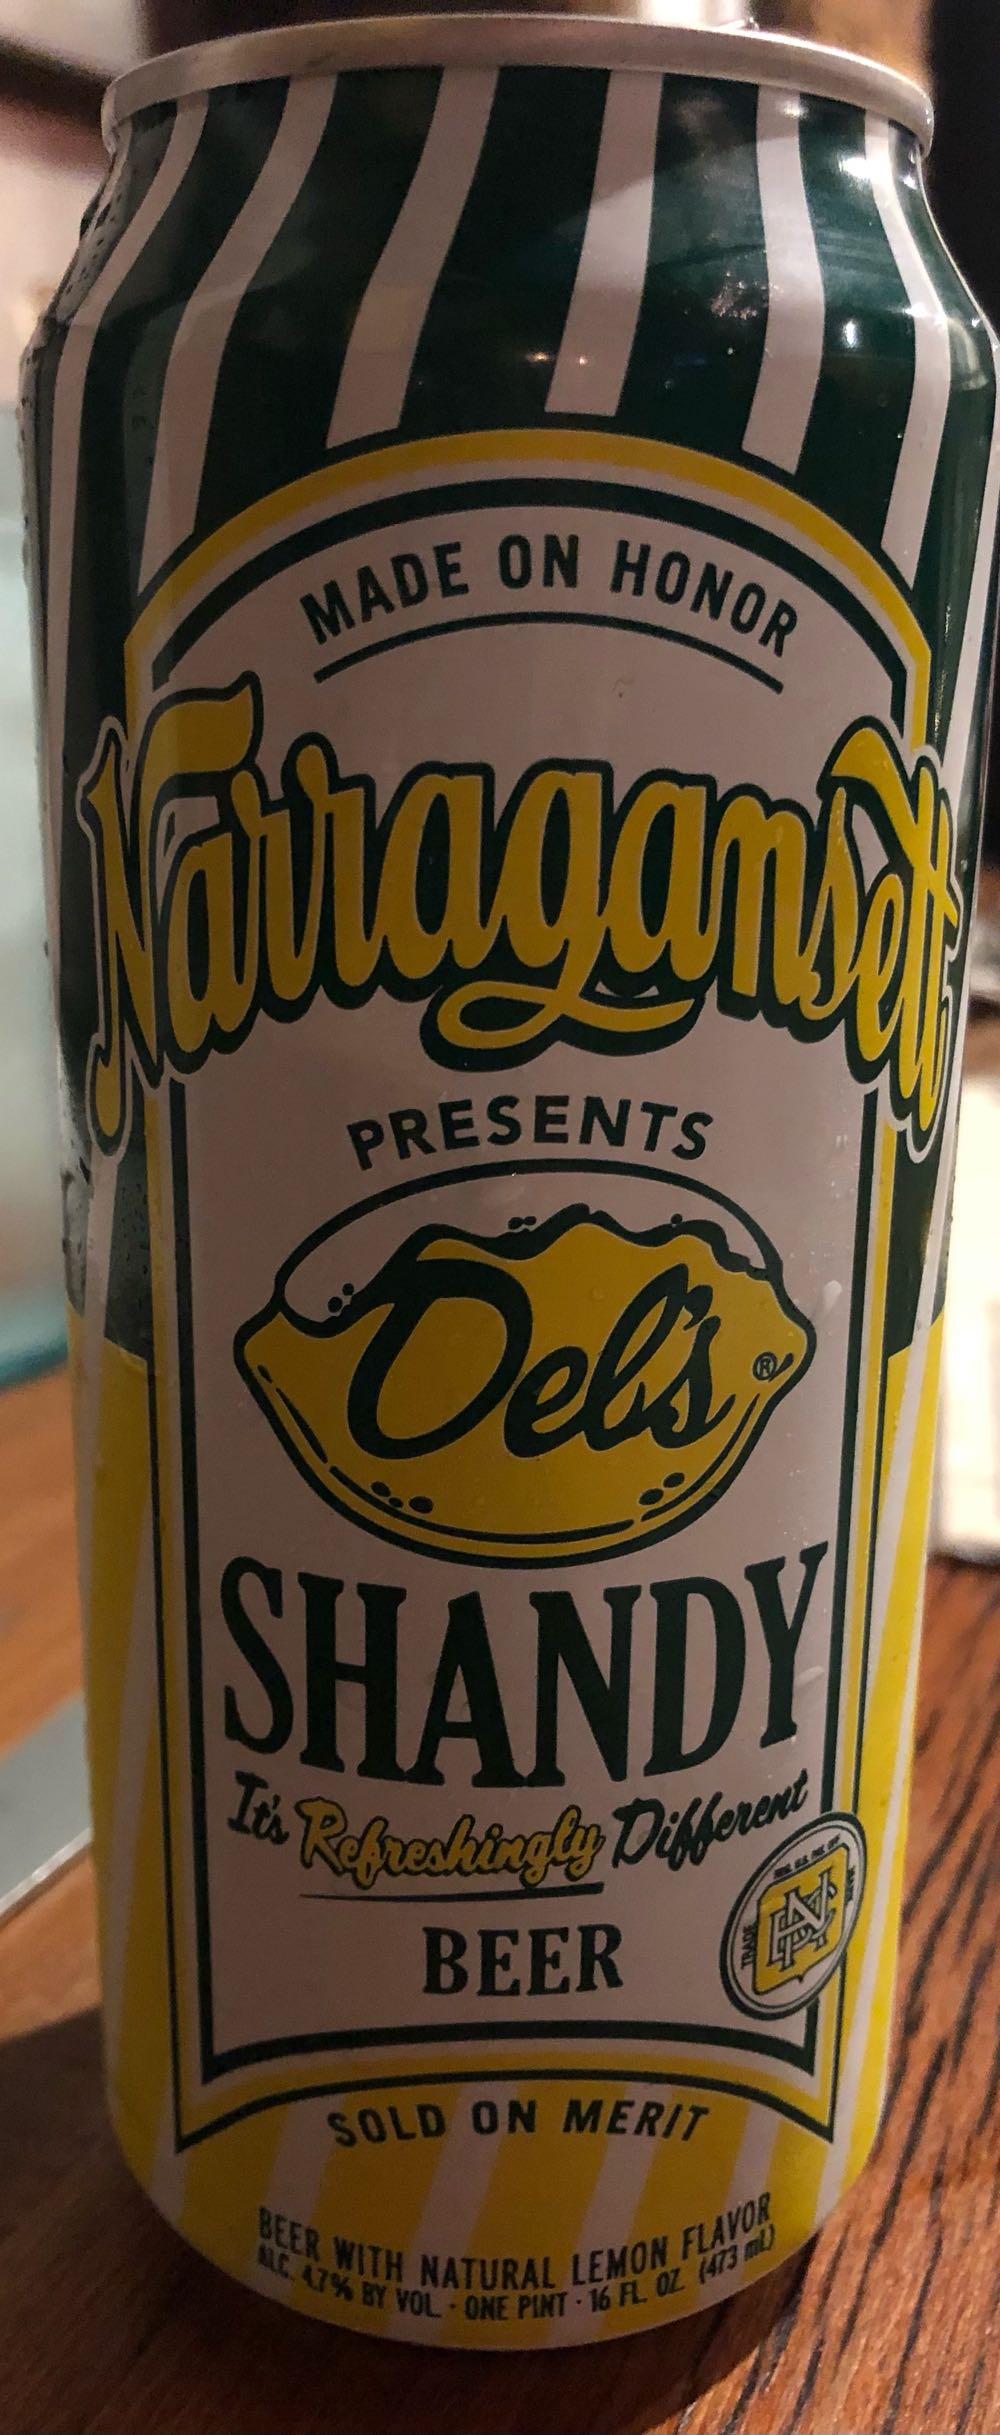 MADE ON HONOR
Narragansett
PRESENTS
Del's ®
SHANDY
It's Refreshingly Different
BEER
TRADE
SOLD ON MERIT
BEER WITH NATURAL LEMON FLAVOR
ALC. 4.7% BY VOL. · ONE PINT · 16 FL. OZ. (473 mL)